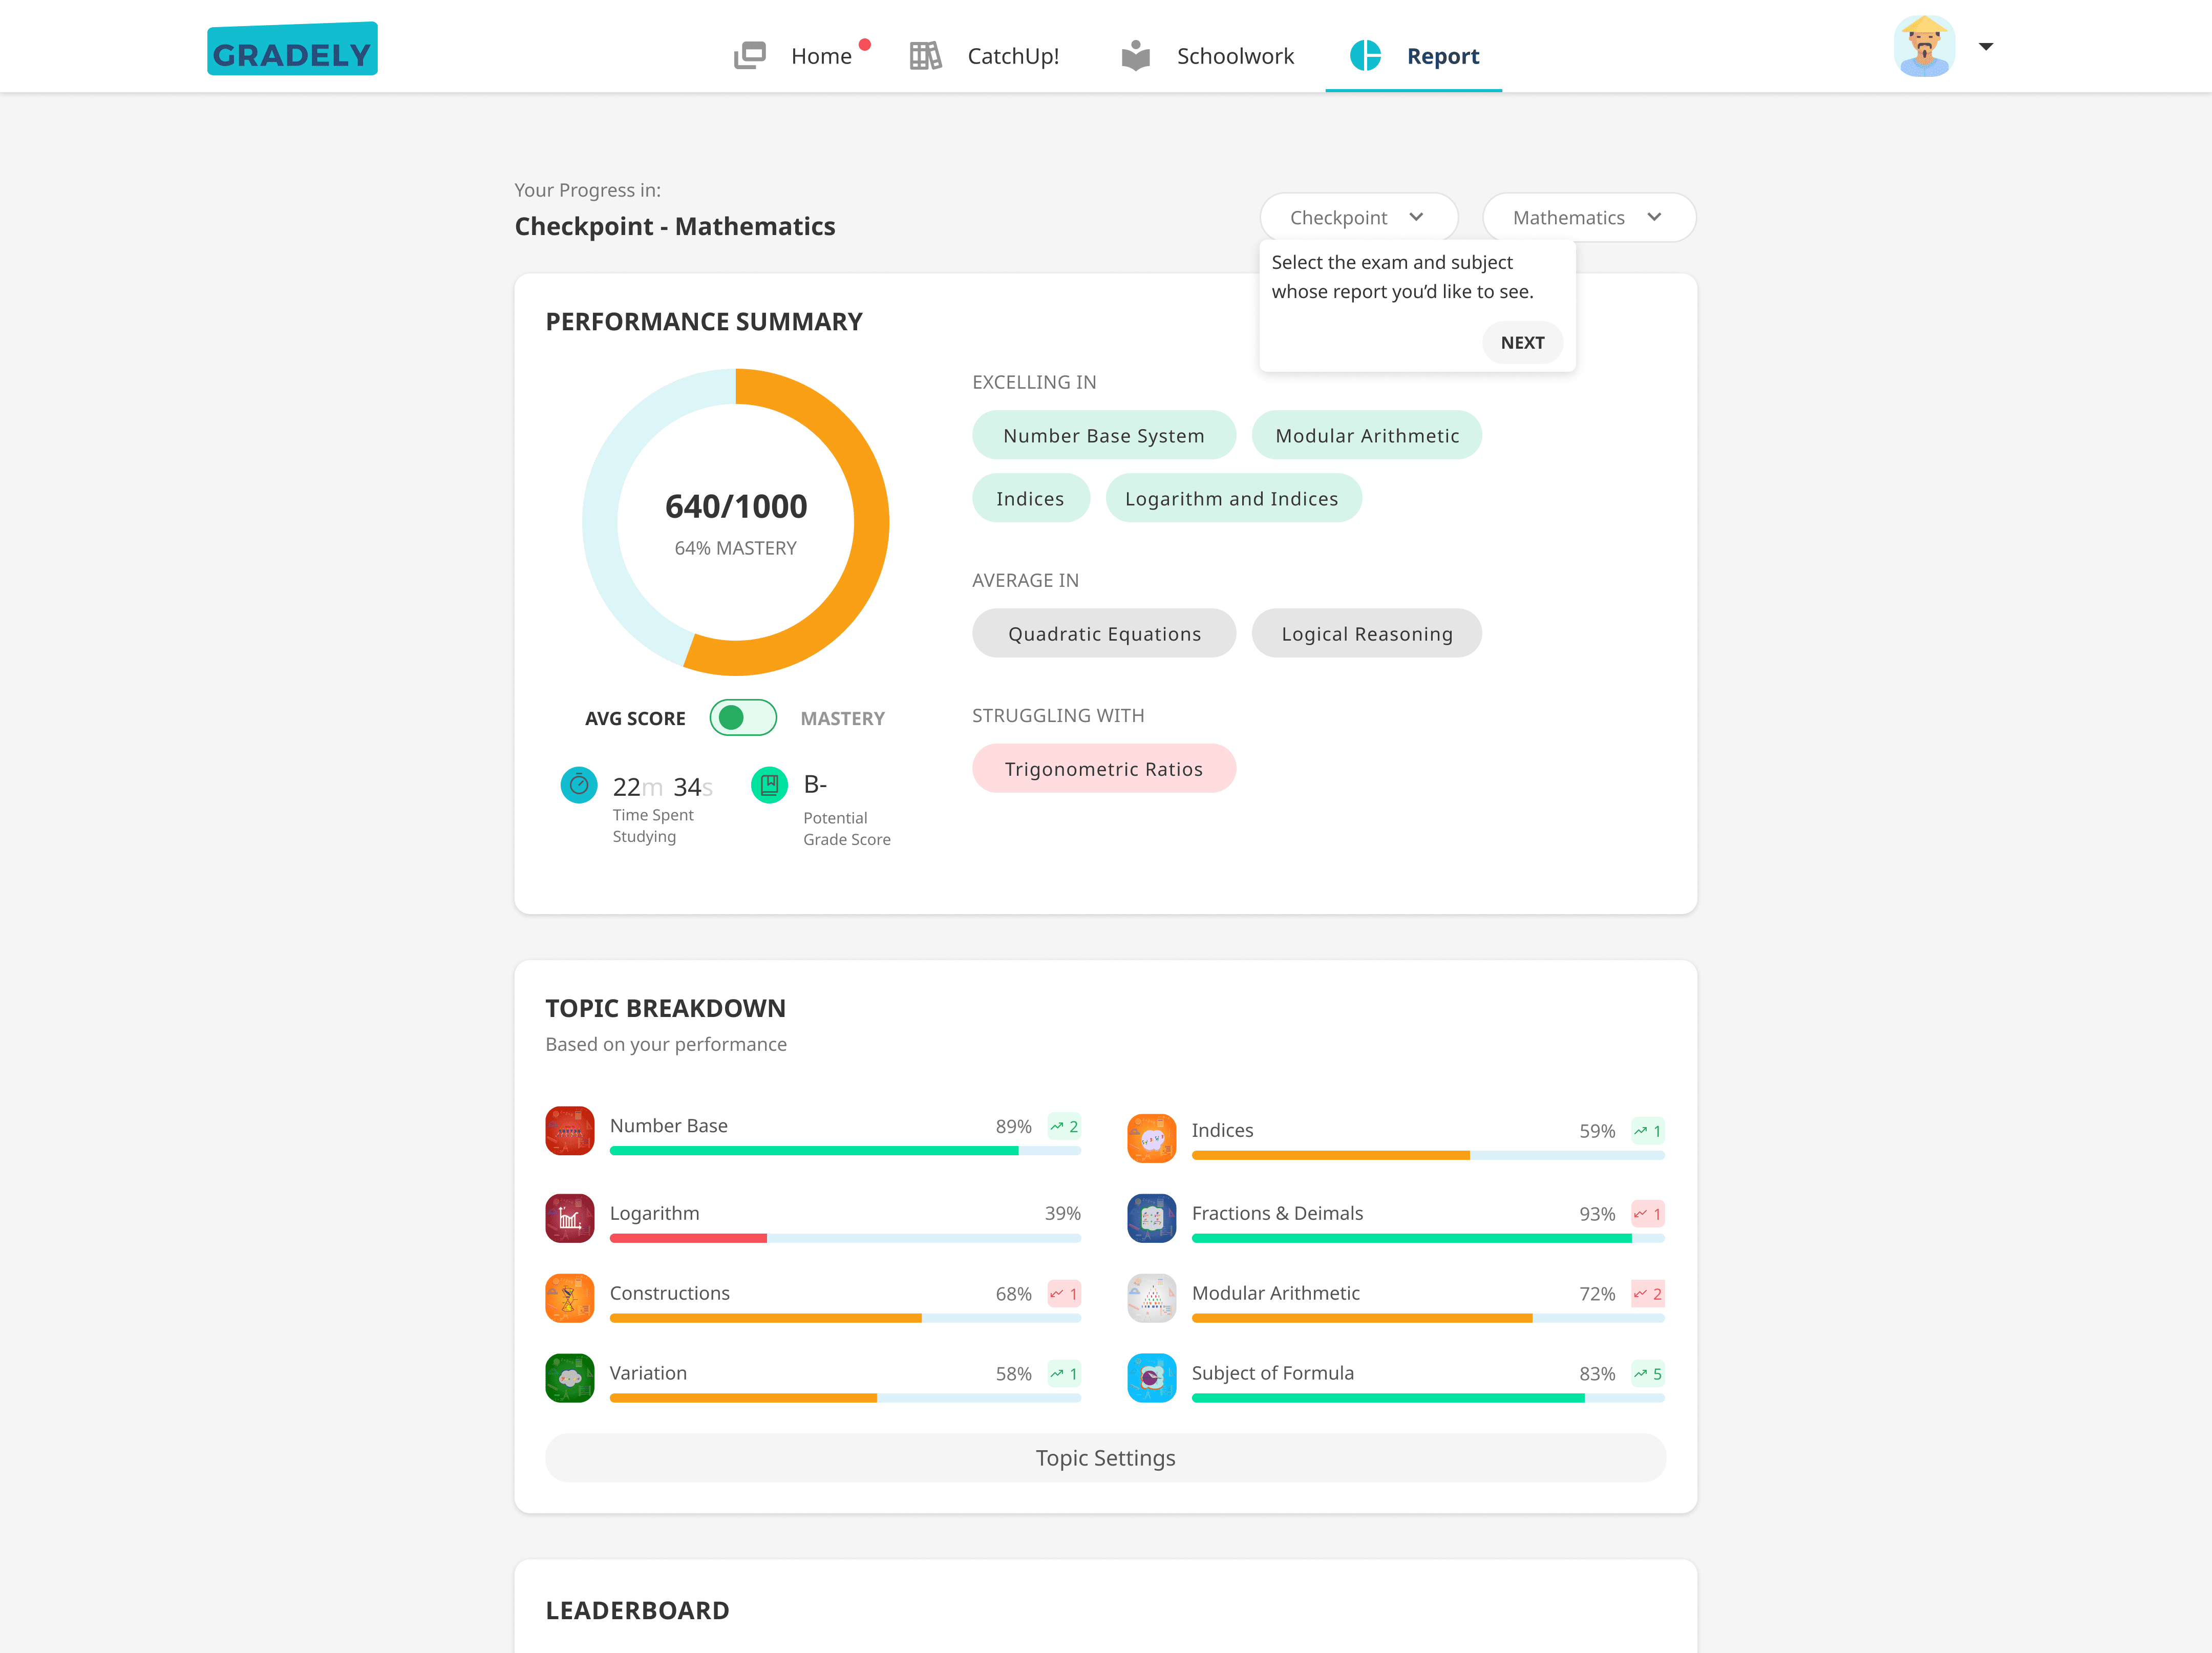 GRADELY
Home
CatchUp!
Schoolwork
Report
Your Progress in:
Checkpoint - Mathematics
Checkpoint
Mathematics
Select the exam and subject
whose report you’d like to see.
NEXT
PERFORMANCE SUMMARY
640/1000
64% MASTERY
AVG SCORE
MASTERY
22m 34s
Time Spent
Studying
B-
Potential
Grade Score
EXCELLING IN
Number Base System
Modular Arithmetic
Indices
Logarithm and Indices
AVERAGE IN
Quadratic Equations
Logical Reasoning
STRUGGLING WITH
Trigonometric Ratios
TOPIC BREAKDOWN
Based on your performance
Number Base 89% 2
Indices 59% 1
Logarithm 39%
Fractions & Deimals 93% 1
Constructions 68% 1
Modular Arithmetic 72% 2
Variation 58% 1
Subject of Formula 83% 5
Topic Settings
LEADERBOARD